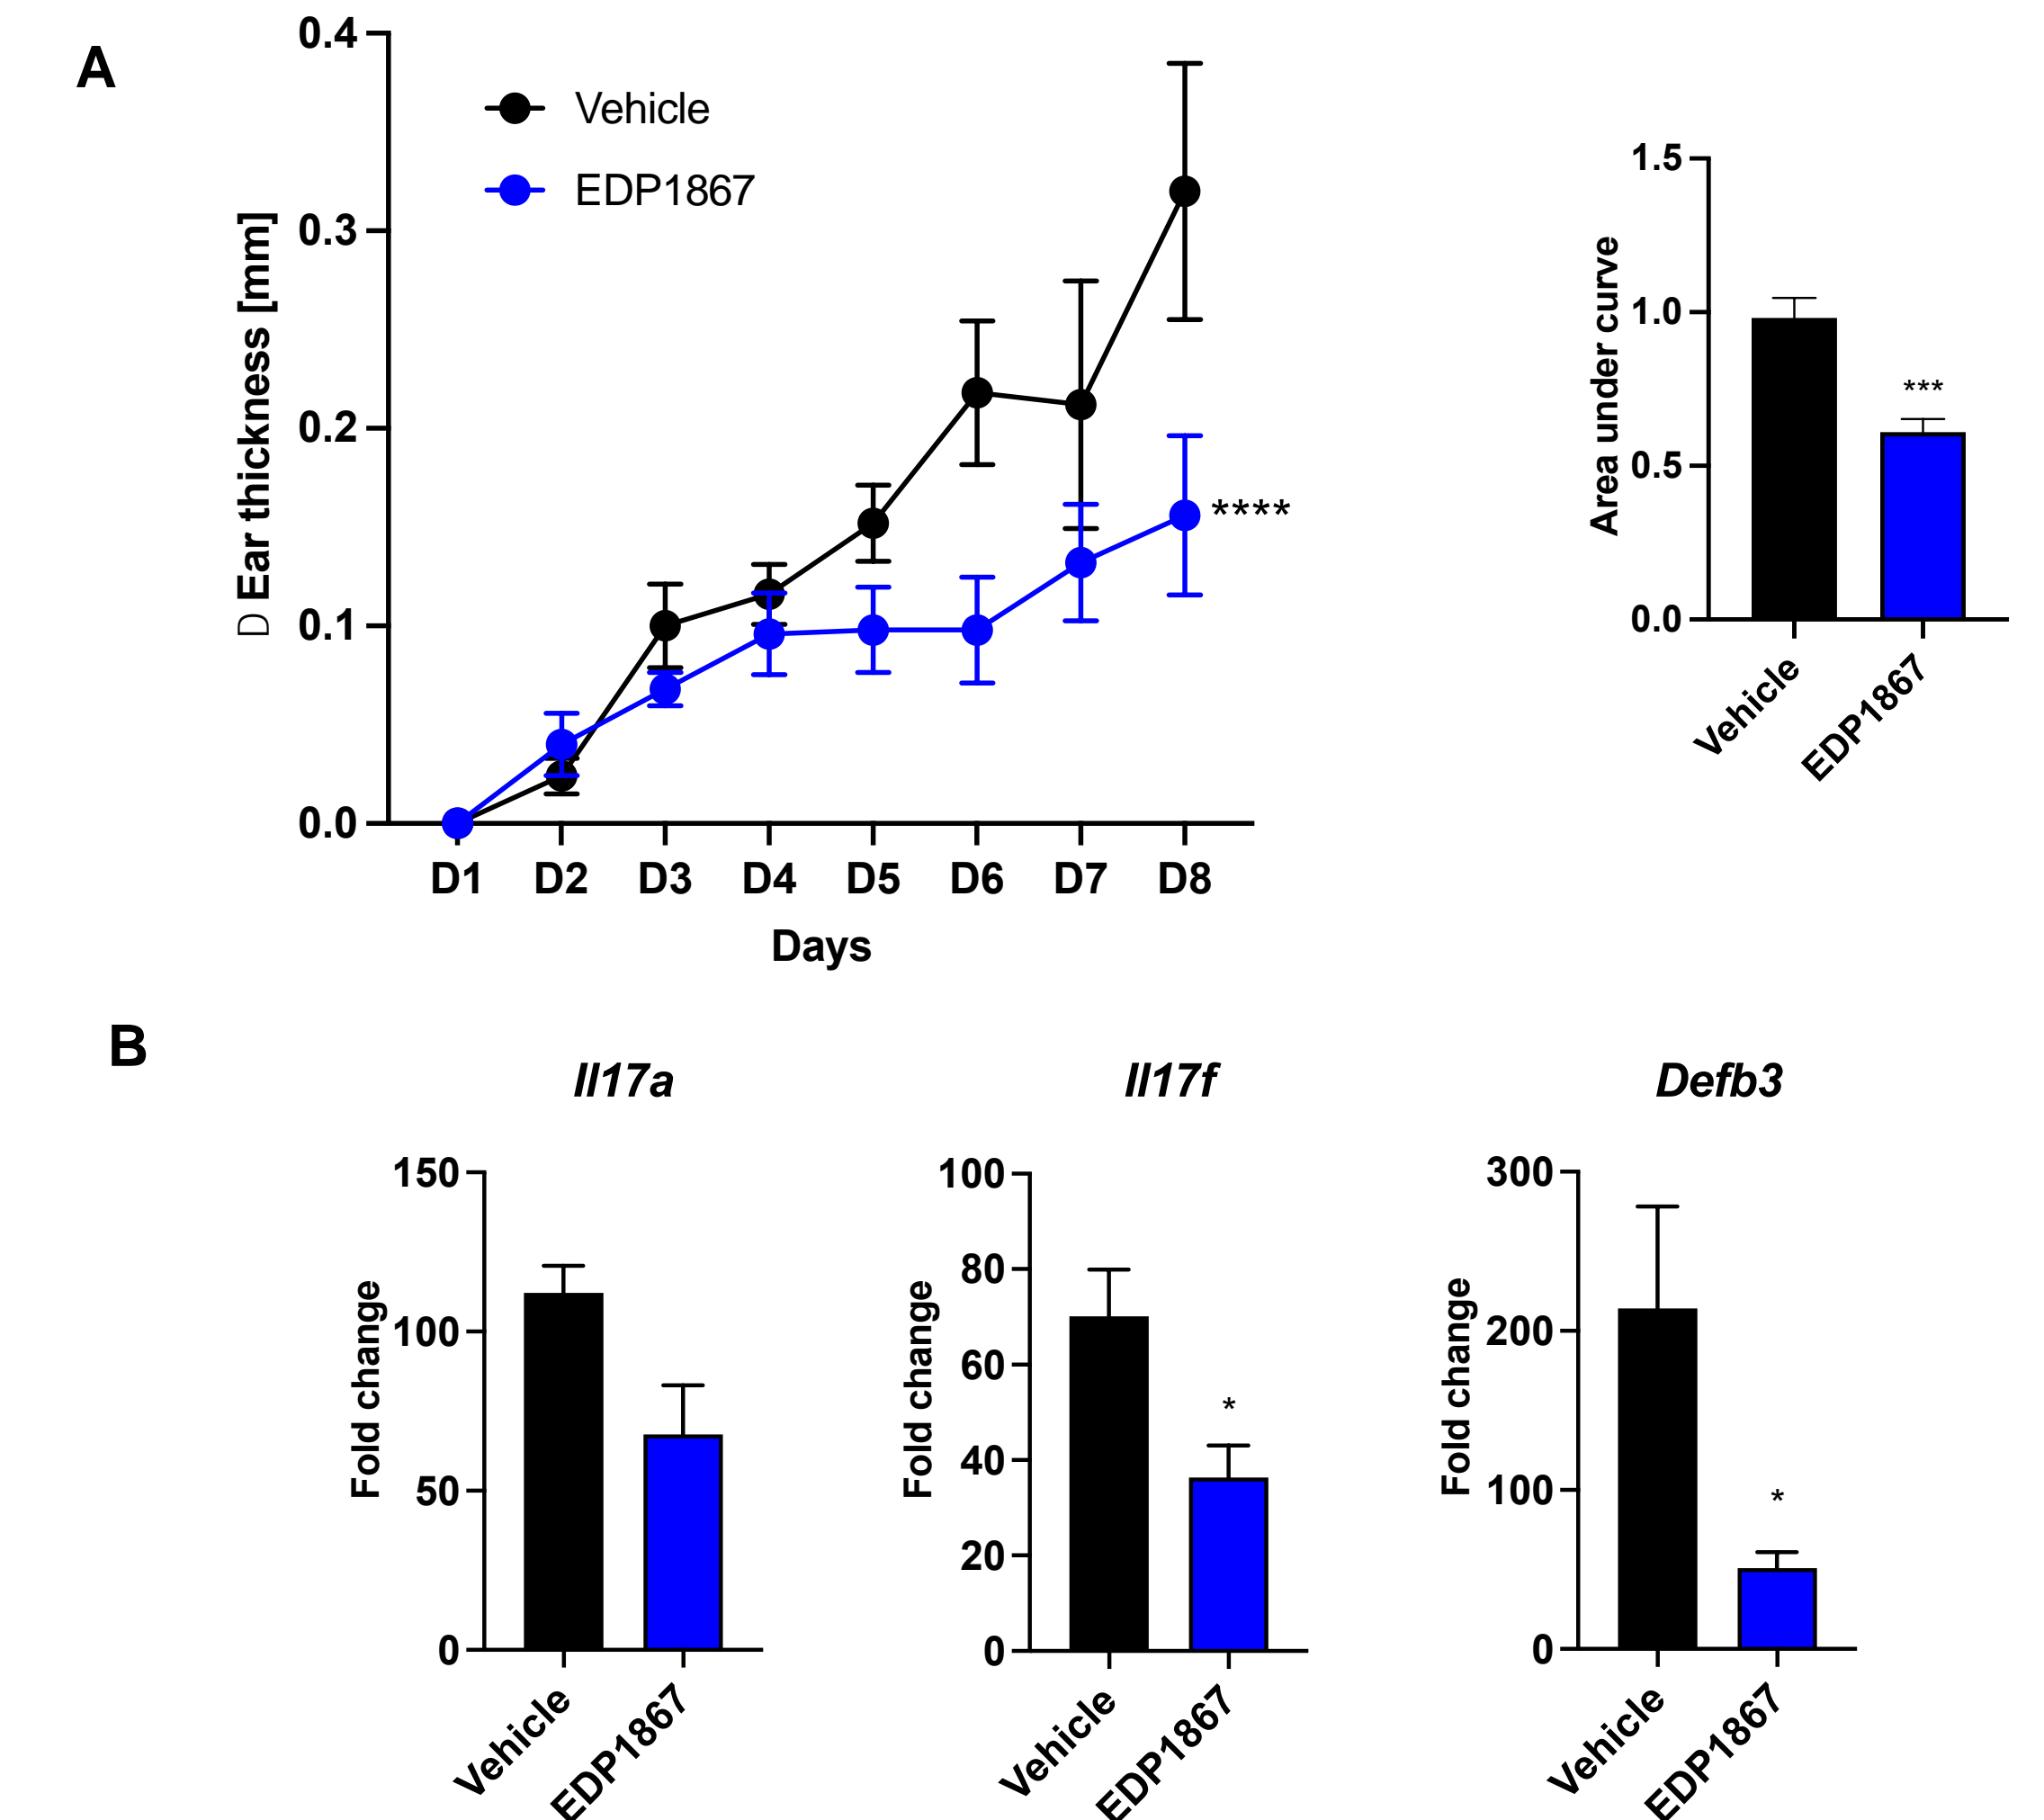 A
0.4
0.3
0.2
0.1
0.0
D Ear thickness [mm]
Vehicle
EDP1867
****
D1 D2 D3 D4 D5 D6 D7 D8
Days
1.5
1.0
0.5
0.0
Area under curve
***
Vehicle
EDP1867
B
Il17a
150
100
50
0
Fold change
Vehicle
EDP1867
Il17f
100
80
60
40
20
0
Fold change
*
Vehicle
EDP1867
Defb3
300
200
100
0
Fold change
*
Vehicle
EDP1867